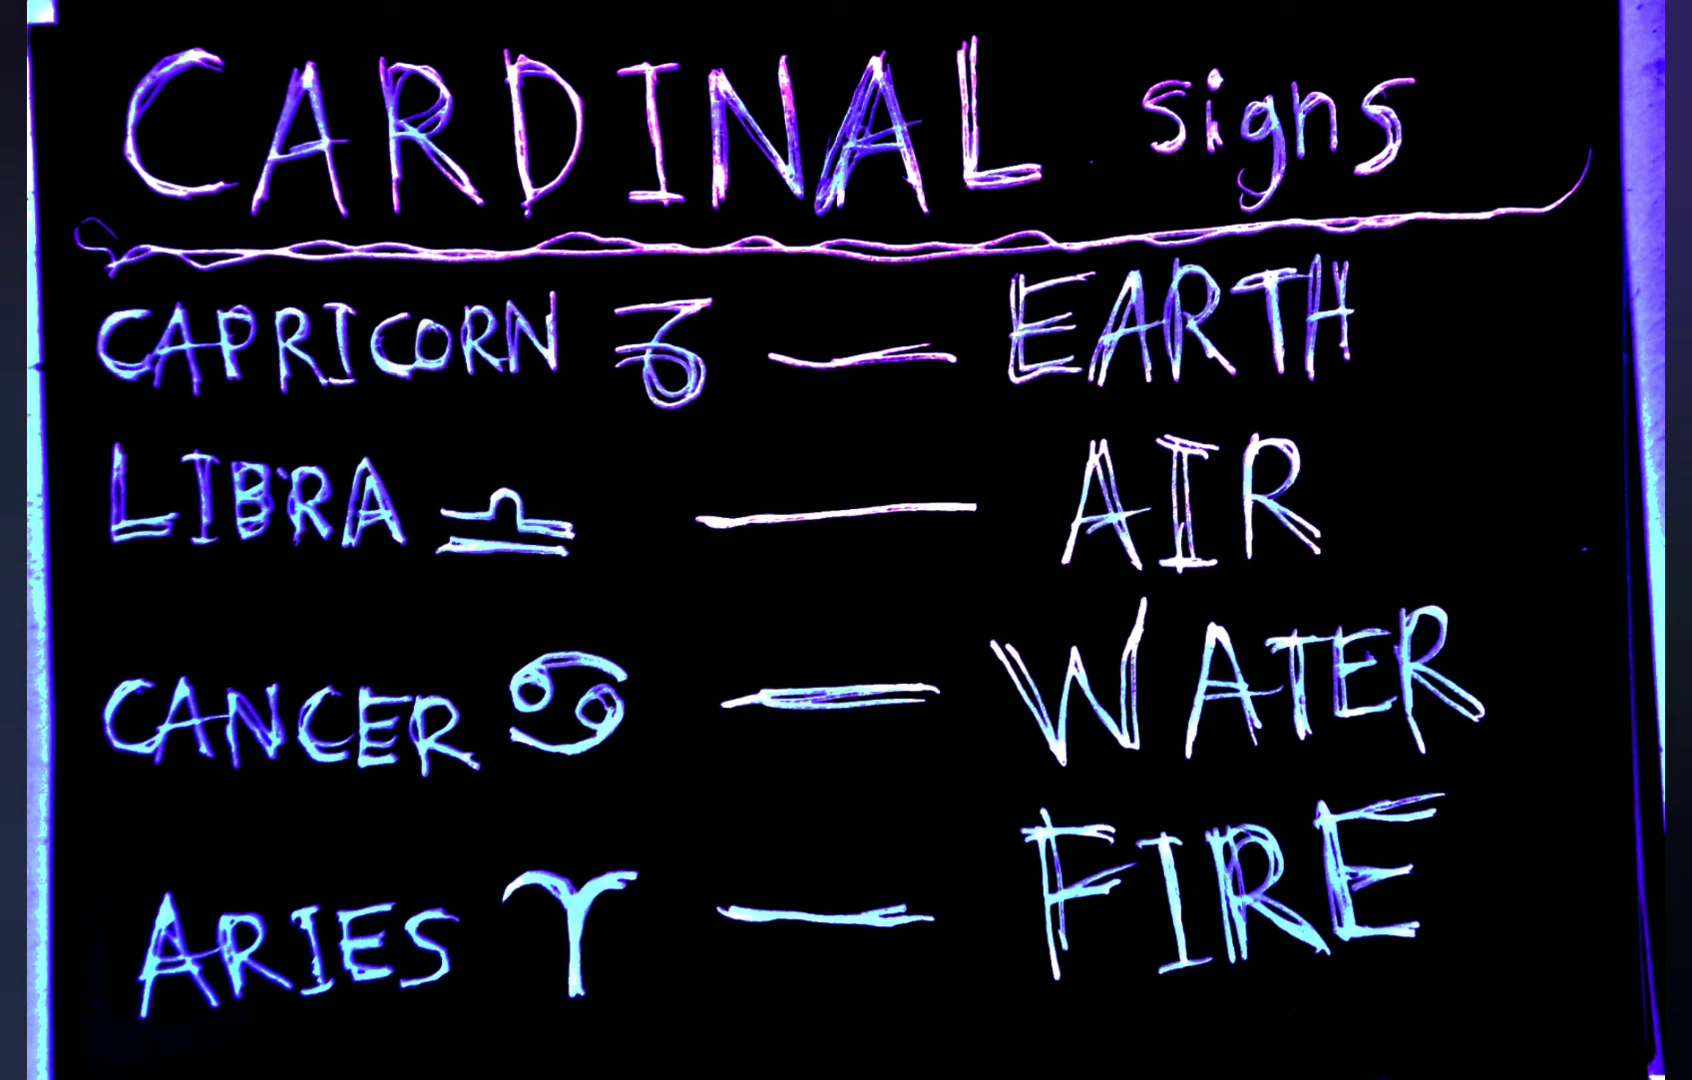 CARDINAL signs
CAPRICORN ♑ — EARTH
LIBRA ♎ — AIR
CANCER ♋ — WATER
ARIES ♈ — FIRE